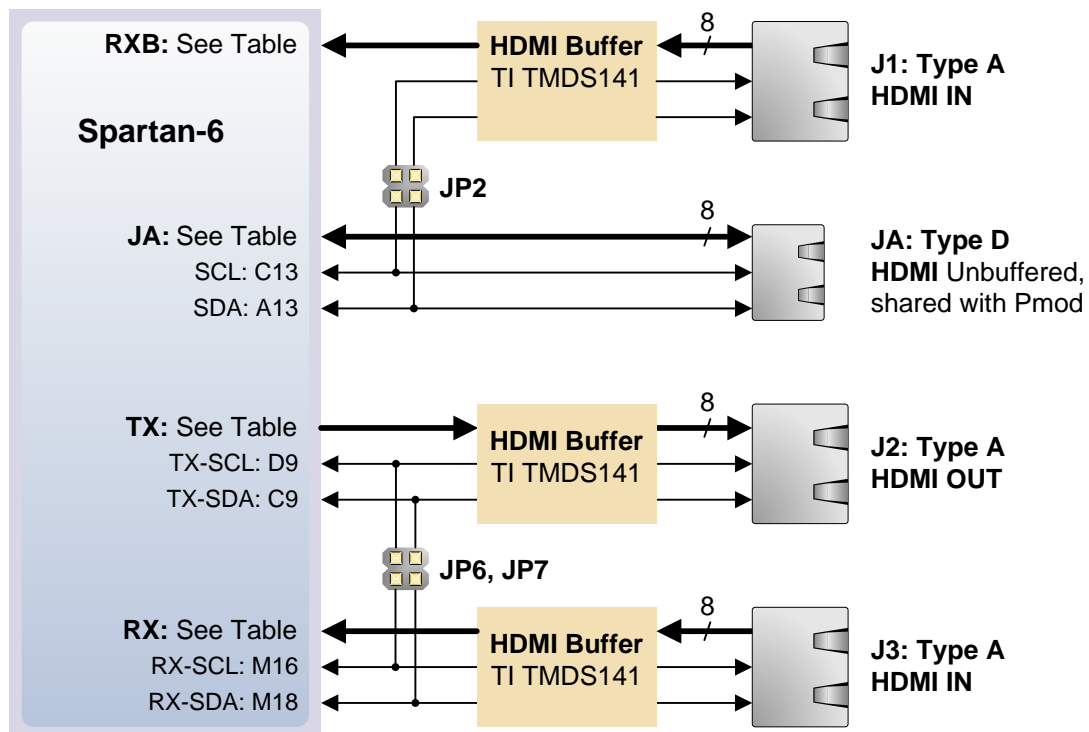 Spartan-6
RXB: See Table
HDMI Buffer
TI TMDS141
8
J1: Type A
HDMI IN
JP2
JA: See Table
SCL: C13
SDA: A13
8
JA: Type D
HDMI Unbuffered,
shared with Pmod
TX: See Table
TX-SCL: D9
TX-SDA: C9
HDMI Buffer
TI TMDS141
8
J2: Type A
HDMI OUT
JP6, JP7
RX: See Table
RX-SCL: M16
RX-SDA: M18
HDMI Buffer
TI TMDS141
8
J3: Type A
HDMI IN